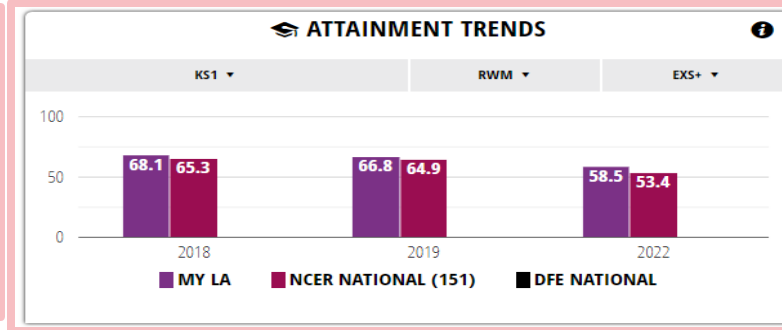 ATTAINMENT TRENDS i
KS1 RWM EXS+
100
68.1 65.3 66.8 64.9
50 58.5 53.4
0
2018 2019 2022
MY LA NCER NATIONAL (151) DFE NATIONAL